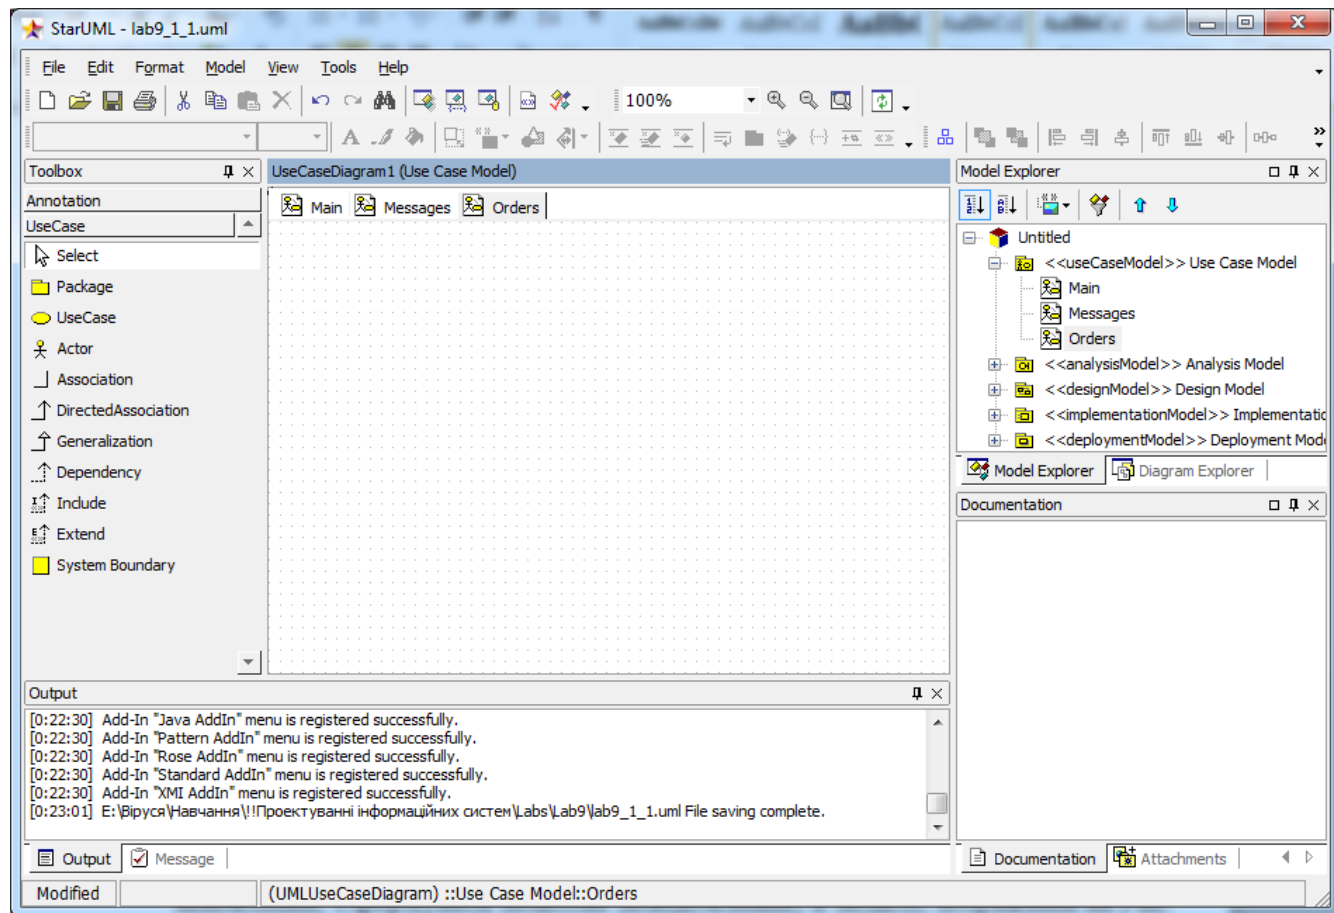 StarUML - lab9_1_1.uml
File Edit Format Model View Tools Help
100%
Toolbox
Annotation
UseCase
Select
Package
UseCase
Actor
Association
DirectedAssociation
Generalization
Dependency
Include
Extend
System Boundary
UseCaseDiagram1 (Use Case Model)
Main Messages Orders
Model Explorer
Untitled
<<useCaseModel>> Use Case Model
Main
Messages
Orders
<<analysisModel>> Analysis Model
<<designModel>> Design Model
<<implementationModel>> Implementatio
<<deploymentModel>> Deployment Mode
Model Explorer Diagram Explorer
Documentation
Output
[0:22:30] Add-In "Java AddIn" menu is registered successfully.
[0:22:30] Add-In "Pattern AddIn" menu is registered successfully.
[0:22:30] Add-In "Rose AddIn" menu is registered successfully.
[0:22:30] Add-In "Standard AddIn" menu is registered successfully.
[0:22:30] Add-In "XMI AddIn" menu is registered successfully.
[0:23:01] E:\Віруся\Навчання\!!Проектуванні інформаційних систем\Labs\Lab9\lab9_1_1.uml File saving complete.
Output Message
Documentation Attachments
Modified
(UMLUseCaseDiagram) ::Use Case Model::Orders